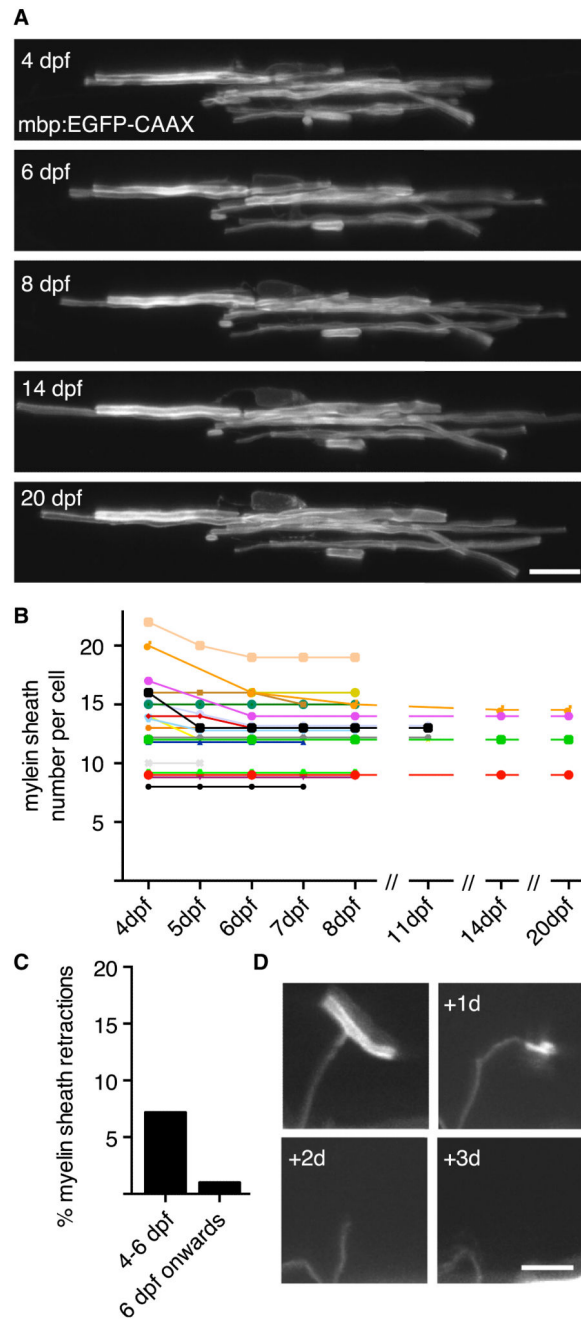 A
4 dpf
mbp:EGFP-CAAX
6 dpf
8 dpf
14 dpf
20 dpf
B
mylein sheath
number per cell
20
15
10
5
4dpf
5dpf
6dpf
7dpf
8dpf
//
11dpf
//
14dpf
//
20dpf
C
% myelin sheath retractions
20
15
10
5
4-6 dpf
6 dpf onwards
D
+1d
+2d
+3d